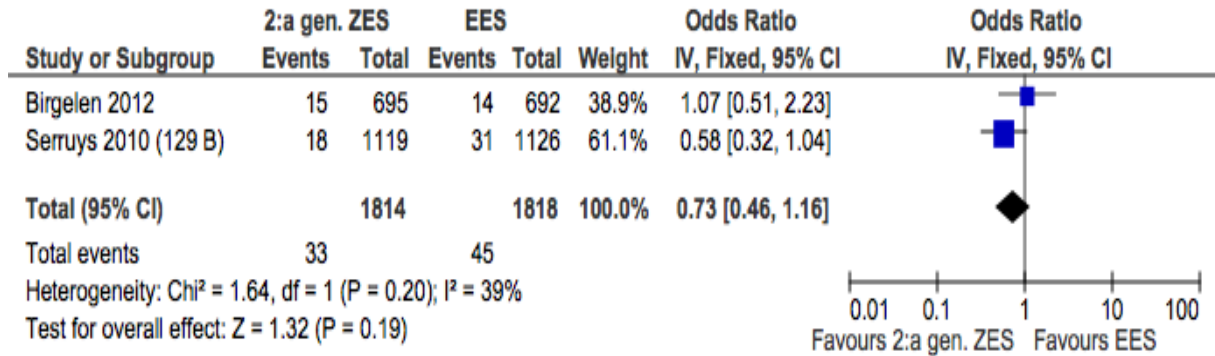 2:a gen. ZES EES Odds Ratio Odds Ratio
Study or Subgroup Events Total Events Total Weight IV, Fixed, 95% CI IV, Fixed, 95% CI
Birgelen 2012 15 695 14 692 38.9% 1.07 [0.51, 2.23]
Serruys 2010 (129 B) 18 1119 31 1126 61.1% 0.58 [0.32, 1.04]
Total (95% CI) 1814 1818 100.0% 0.73 [0.46, 1.16]
Total events 33 45
Heterogeneity: Chi² = 1.64, df = 1 (P = 0.20); I² = 39%
Test for overall effect: Z = 1.32 (P = 0.19)
0.01 0.1 1 10 100
Favours 2:a gen. ZES Favours EES